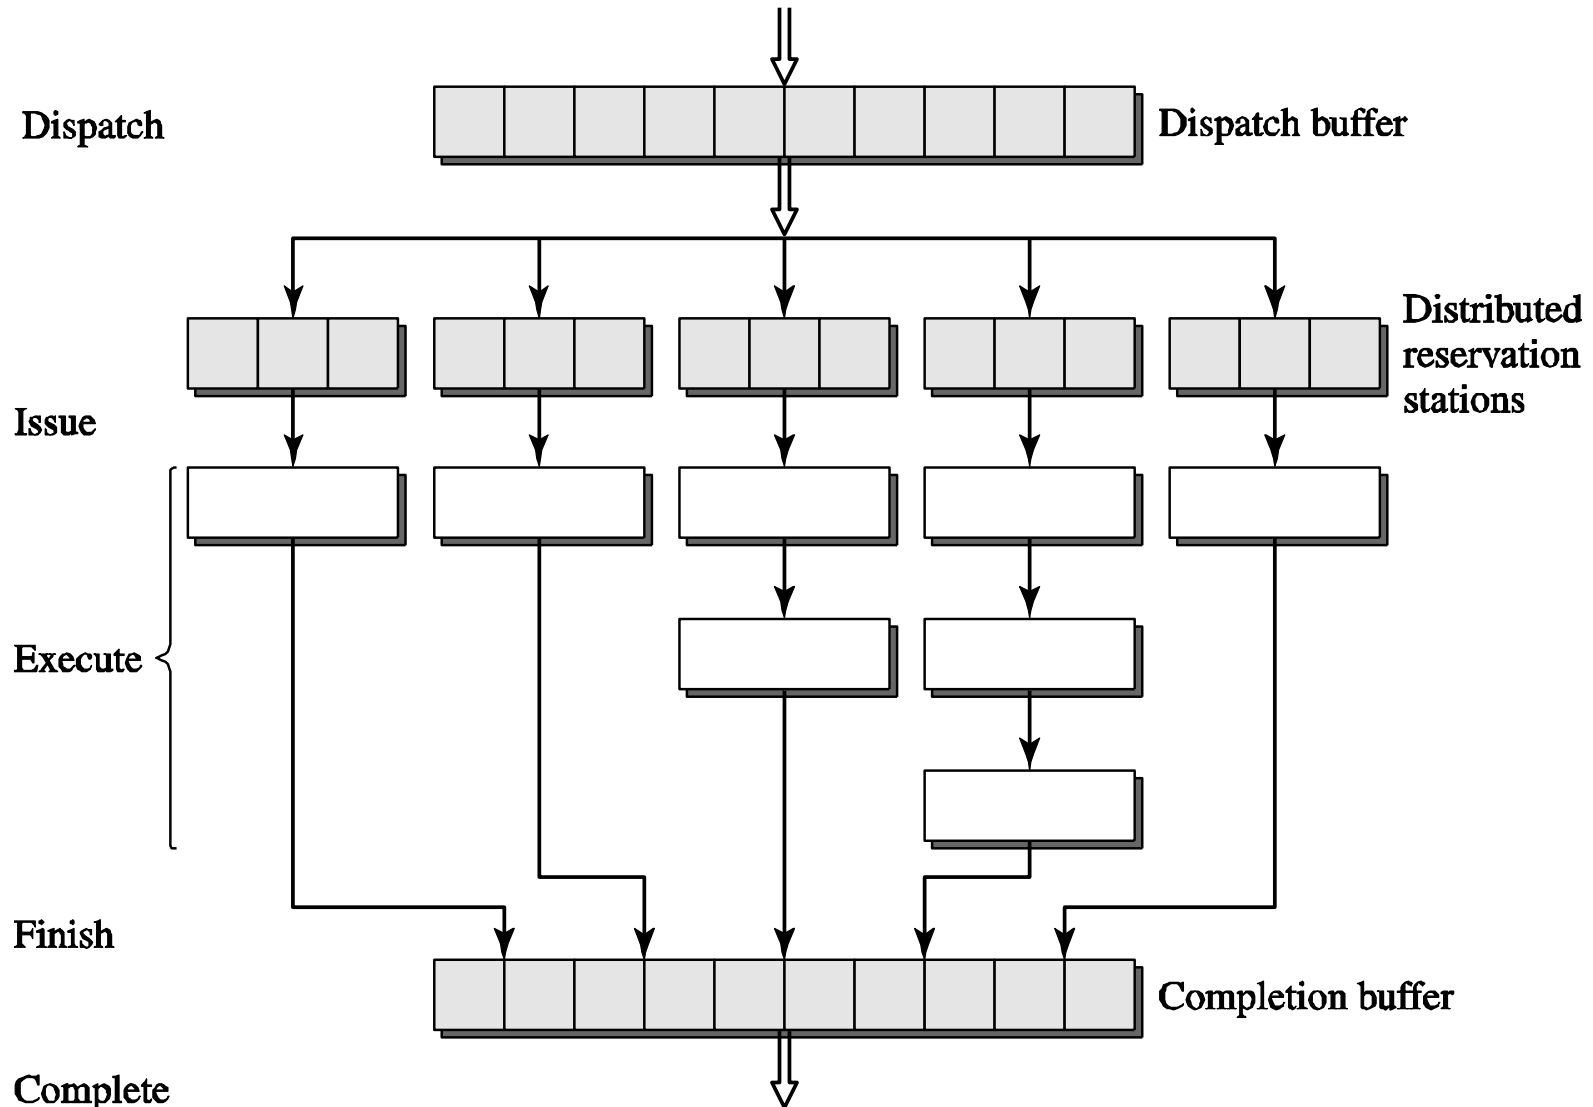 Dispatch
Dispatch buffer
Distributed
reservation
stations
Issue
Execute
Finish
Completion buffer
Complete